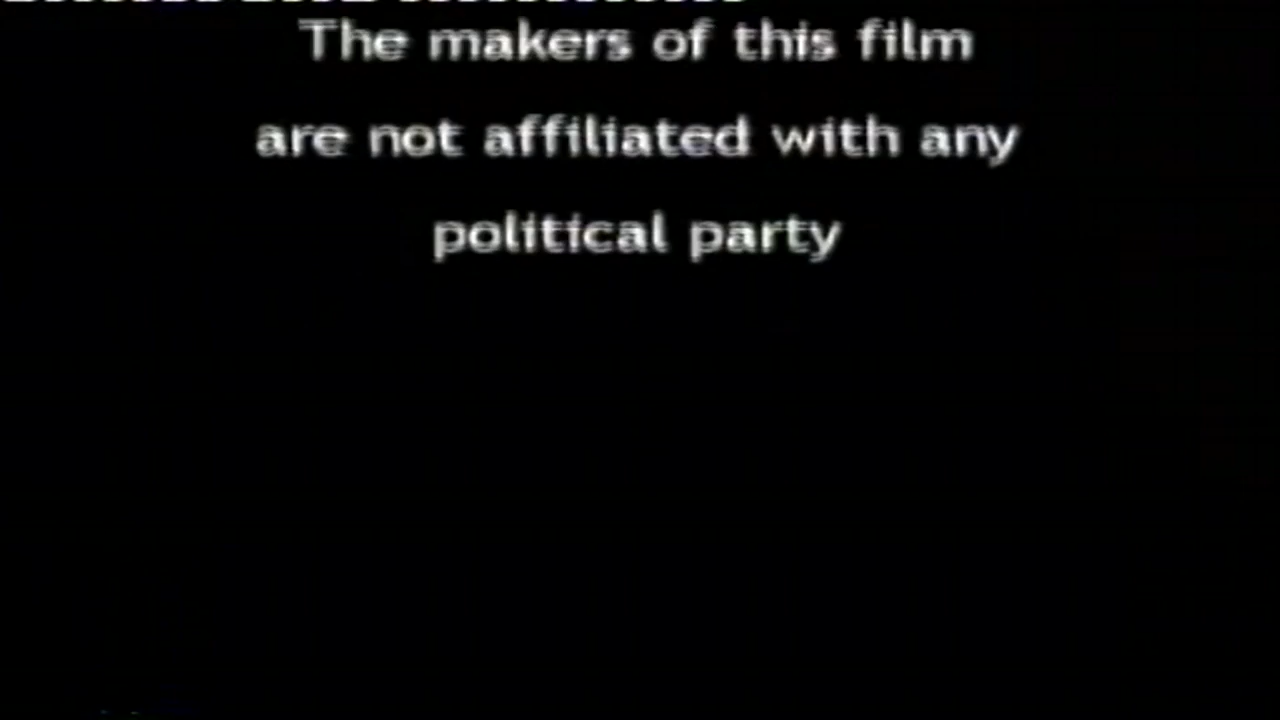 The makers of this film
are not affiliated with any
political party